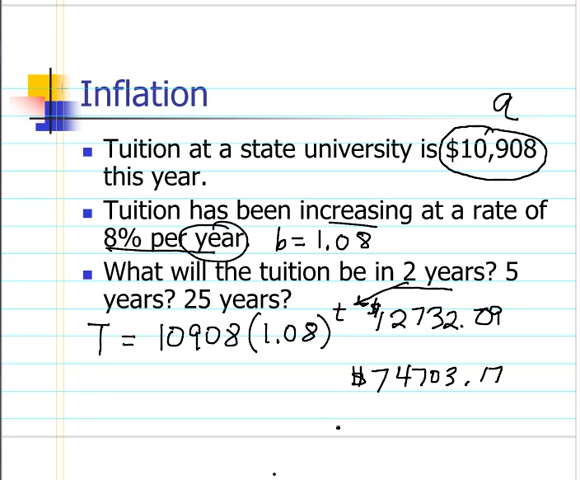 Inflation
a
Tuition at a state university is $10,908
this year.
Tuition has been increasing at a rate of
8% per year. b = 1.08
What will the tuition be in 2 years? 5
years? 25 years?
T = 10908(1.08)^t $12732.09
$74703.17